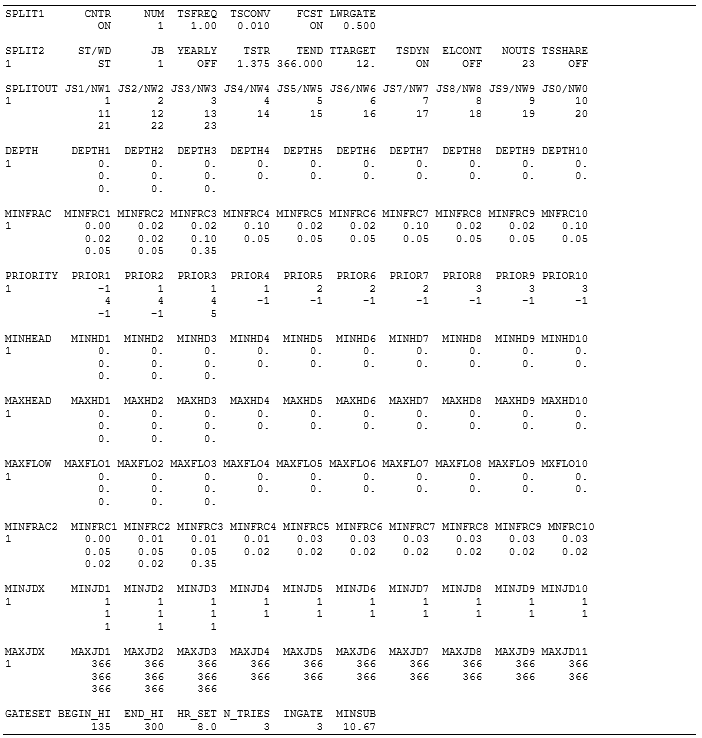 SPLIT1 CNTR NUM TSFREQ TSCONV FCST LWRGATE
ON 1 1.00 0.010 ON 0.500
SPLIT2 ST/WD JB YEARLY TSTR TEND TTARGET TSDYN ELCONT NOUTS TSSHARE
1 ST 1 OFF 1.375 366.000 12. ON OFF 23 OFF
SPLITOUT JS1/NW1 JS2/NW2 JS3/NW3 JS4/NW4 JS5/NW5 JS6/NW6 JS7/NW7 JS8/NW8 JS9/NW9 JS0/NW0
1 1 2 3 4 5 6 7 8 9 10
11 12 13 14 15 16 17 18 19 20
21 22 23
DEPTH DEPTH1 DEPTH2 DEPTH3 DEPTH4 DEPTH5 DEPTH6 DEPTH7 DEPTH8 DEPTH9 DEPTH10
1 0. 0. 0. 0. 0. 0. 0. 0. 0. 0.
0. 0. 0. 0. 0. 0. 0. 0. 0. 0.
0. 0. 0.
MINFRAC MINFRC1 MINFRC2 MINFRC3 MINFRC4 MINFRC5 MINFRC6 MINFRC7 MINFRC8 MINFRC9 MNFRC10
1 0.00 0.02 0.02 0.10 0.02 0.02 0.10 0.02 0.02 0.10
0.02 0.02 0.10 0.05 0.05 0.05 0.05 0.05 0.05 0.05
0.05 0.05 0.35
PRIORITY PRIOR1 PRIOR2 PRIOR3 PRIOR4 PRIOR5 PRIOR6 PRIOR7 PRIOR8 PRIOR9 PRIOR10
1 -1 1 1 1 2 2 2 3 3 3
4 4 4 -1 -1 -1 -1 -1 -1 -1
-1 -1 5
MINHEAD MINHD1 MINHD2 MINHD3 MINHD4 MINHD5 MINHD6 MINHD7 MINHD8 MINHD9 MINHD10
1 0. 0. 0. 0. 0. 0. 0. 0. 0. 0.
0. 0. 0. 0. 0. 0. 0. 0. 0. 0.
0. 0. 0.
MAXHEAD MAXHD1 MAXHD2 MAXHD3 MAXHD4 MAXHD5 MAXHD6 MAXHD7 MAXHD8 MAXHD9 MAXHD10
1 0. 0. 0. 0. 0. 0. 0. 0. 0. 0.
0. 0. 0. 0. 0. 0. 0. 0. 0. 0.
0. 0. 0.
MAXFLOW MAXFLO1 MAXFLO2 MAXFLO3 MAXFLO4 MAXFLO5 MAXFLO6 MAXFLO7 MAXFLO8 MAXFLO9 MXFLO10
1 0. 0. 0. 0. 0. 0. 0. 0. 0. 0.
0. 0. 0. 0. 0. 0. 0. 0. 0. 0.
0. 0. 0.
MINFRAC2 MINFRC1 MINFRC2 MINFRC3 MINFRC4 MINFRC5 MINFRC6 MINFRC7 MINFRC8 MINFRC9 MNFRC10
1 0.00 0.01 0.01 0.01 0.03 0.03 0.03 0.03 0.03 0.03
0.05 0.05 0.05 0.02 0.02 0.02 0.02 0.02 0.02 0.02
0.02 0.02 0.35
MINJDX MINJD1 MINJD2 MINJD3 MINJD4 MINJD5 MINJD6 MINJD7 MINJD8 MINJD9 MINJD10
1 1 1 1 1 1 1 1 1 1 1
1 1 1 1 1 1 1 1 1 1
1 1 1
MAXJDX MAXJD1 MAXJD2 MAXJD3 MAXJD4 MAXJD5 MAXJD6 MAXJD7 MAXJD8 MAXJD9 MAXJD11
1 366 366 366 366 366 366 366 366 366 366
366 366 366 366 366 366 366 366 366 366
366 366 366
GATESET BEGIN_HI END_HI HR_SET N_TRIES INGATE MINSUB
135 300 8.0 3 3 10.67